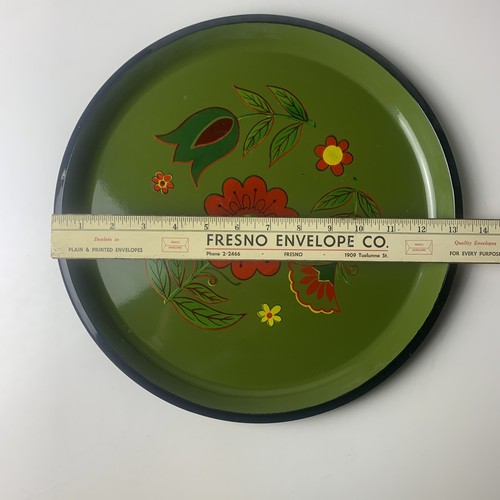 1 2 3 4 5 6 7 8 9 10 11 12 13 14
Dealers in
PLAIN & PRINTED ENVELOPES
FRESNO ENVELOPE CO.
Phone 2-2466 - FRESNO - 1909 Tuolumne St.
Quality Envelopes
FOR EVERY PURPOSE